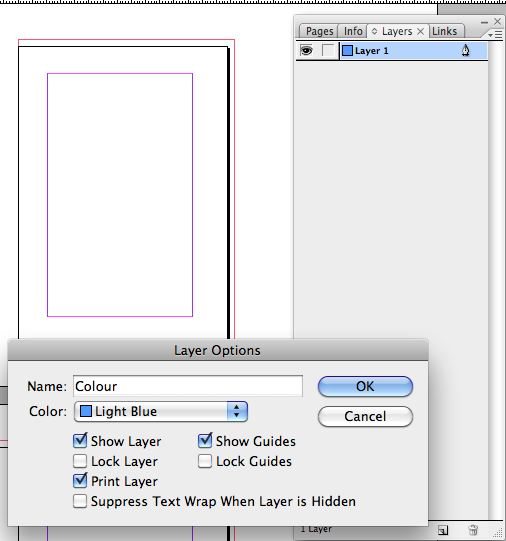 Pages Info Layers Links
Layer 1
Layer Options
Name: Colour
OK
Color: Light Blue
Cancel
Show Layer Show Guides
Lock Layer Lock Guides
Print Layer
Suppress Text Wrap When Layer is Hidden
1 Layer